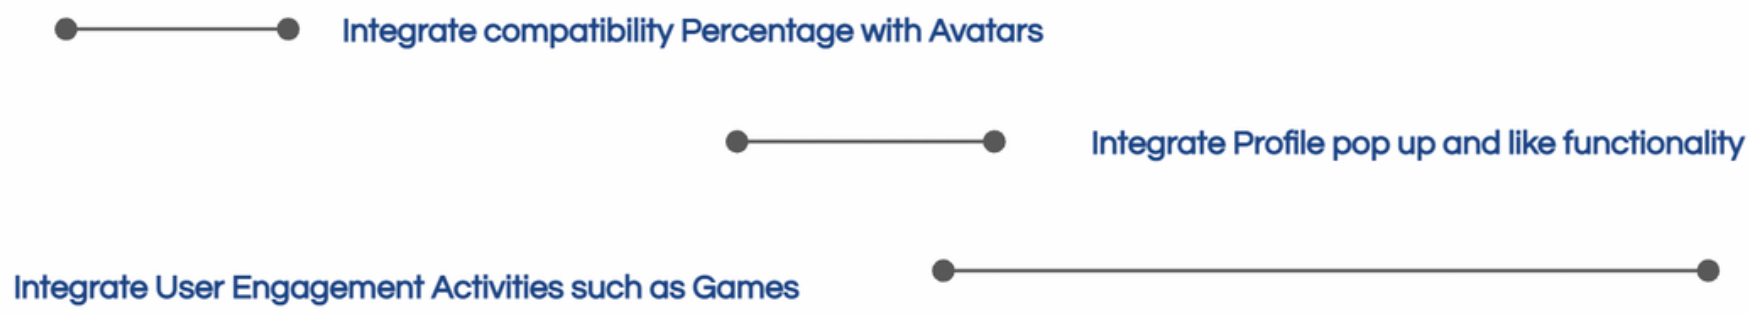 Integrate compatibility Percentage with Avatars
Integrate Profile pop up and like functionality
Integrate User Engagement Activities such as Games